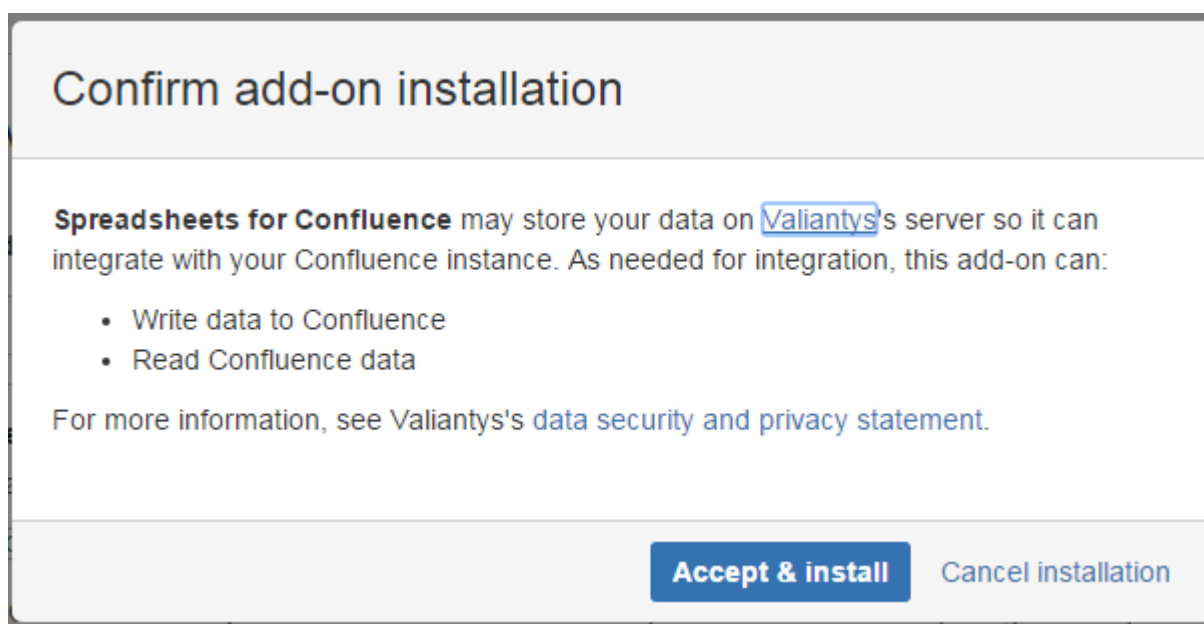 Confirm add-on installation
Spreadsheets for Confluence may store your data on Valiantys's server so it can
integrate with your Confluence instance. As needed for integration, this add-on can:
• Write data to Confluence
• Read Confluence data
For more information, see Valiantys's data security and privacy statement.
Accept & install Cancel installation